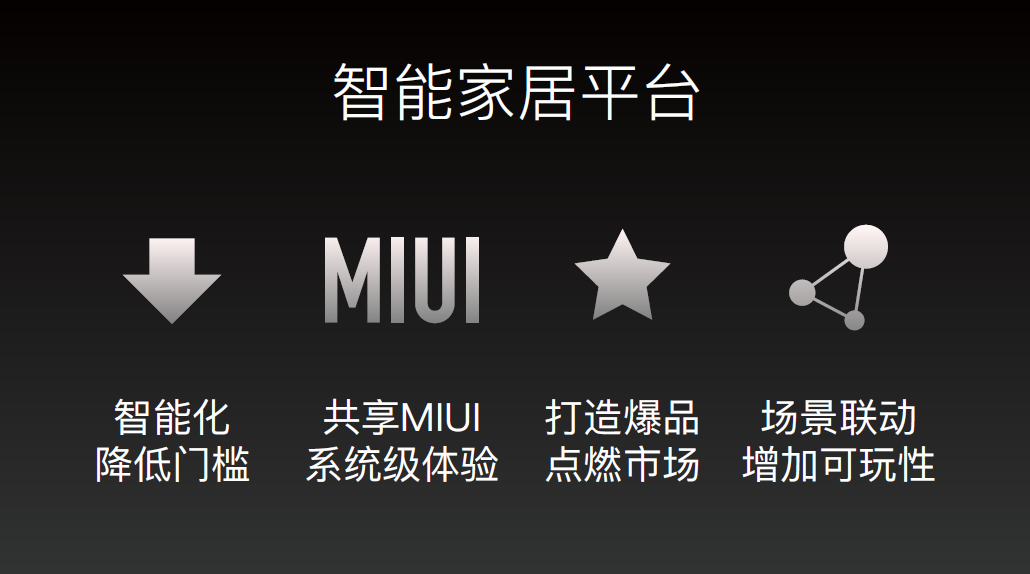 智能家居平台
MIUI
智能化
降低门槛
共享MIUI
系统级体验
打造爆品
点燃市场
场景联动
增加可玩性